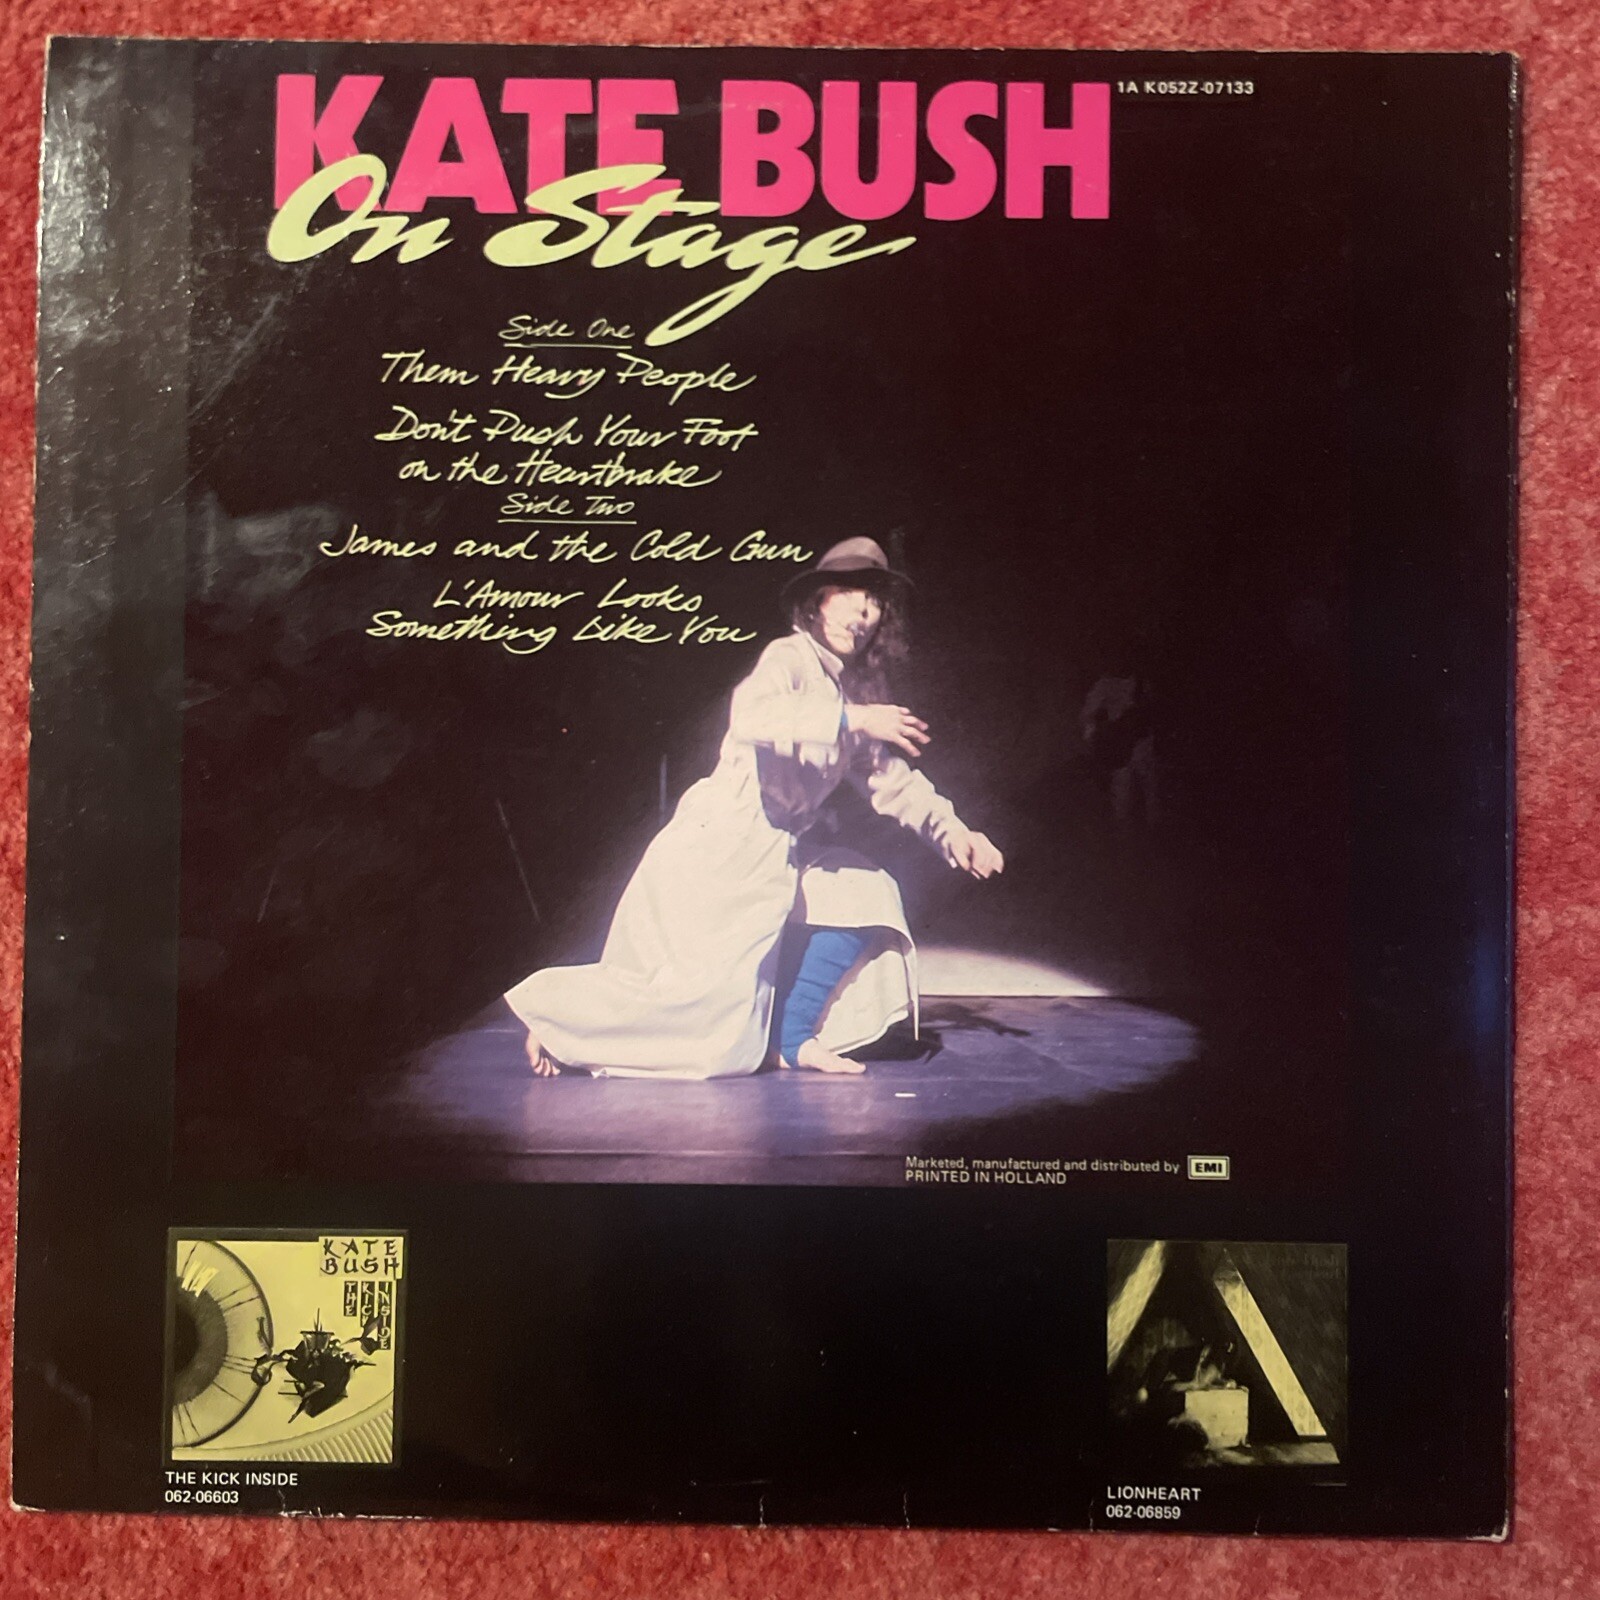 KATE BUSH
1A K052Z-07133
On Stage
Side One
Them Heavy People
Don't Push Your Foot
on the Heartbrake
Side Two
James and the Cold Gun
L'Amour Looks
Something Like You
Marketed, manufactured and distributed by EMI
PRINTED IN HOLLAND
KATE
BUSH
THE
KICK
INSIDE
THE KICK INSIDE
062-06603
LIONHEART
062-06859